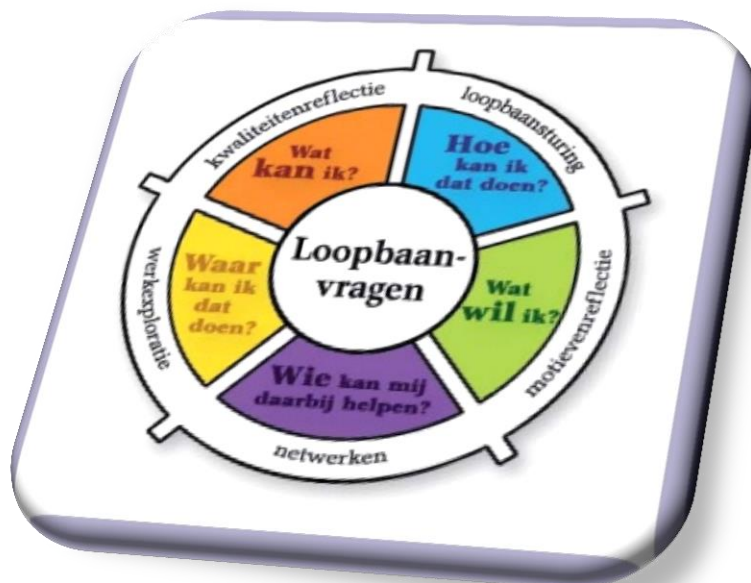 kwaliteitenreflectie
loopbaansturing
Wat
kan ik?
Hoe
kan ik
dat doen?
Loopbaan-
vragen
Waar
kan ik
dat
doen?
Wat
wil ik?
werkexploratie
motievenreflectie
Wie kan mij
daarbij helpen?
netwerken